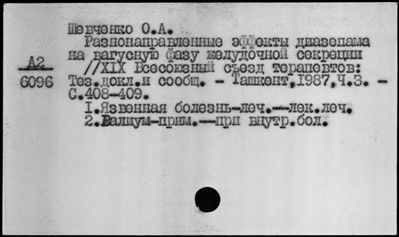 Шевченко О.А.
Разнонаправленные эффекты диазепама
на вагусную фазу желудочной секреции
А2
6096
//XIX Всесоюзный съезд терапевтов:
Тез.докл.и сообщ. - Ташкент,1987,Ч.3. -
С.408-409.
1.Язвенная болезнь-леч.—лек.леч.
2.Валиум-прим.—при внутр.бол.